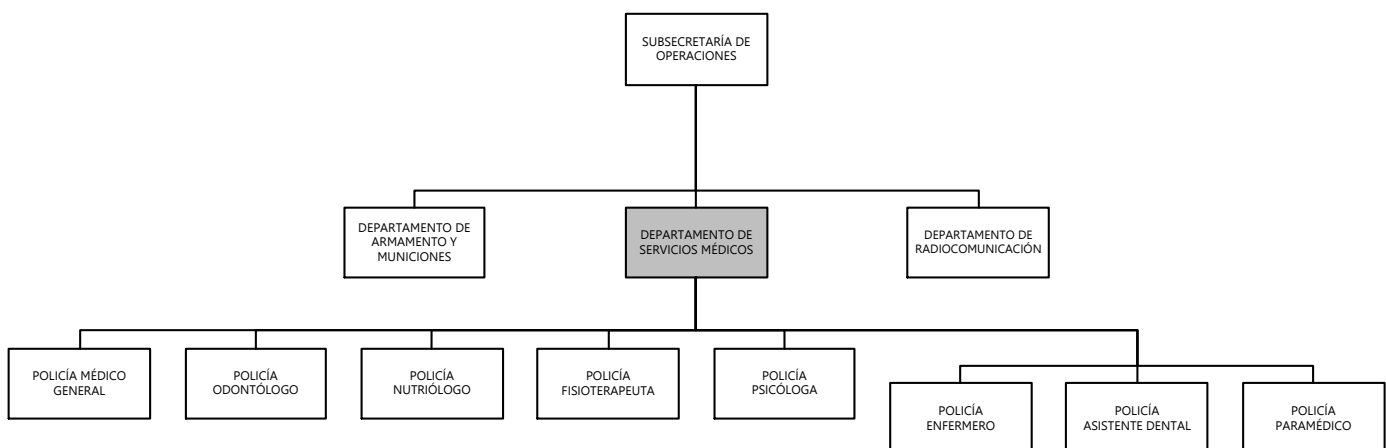 SUBSECRETARÍA DE
OPERACIONES
DEPARTAMENTO DE
ARMAMENTO Y
MUNICIONES
DEPARTAMENTO DE
SERVICIOS MÉDICOS
DEPARTAMENTO DE
RADIOCOMUNICACIÓN
POLICÍA MÉDICO
GENERAL
POLICÍA
ODONTÓLOGO
POLICÍA
NUTRIÓLOGO
POLICÍA
FISIOTERAPEUTA
POLICÍA
PSICÓLOGA
POLICÍA
ENFERMERO
POLICÍA
ASISTENTE DENTAL
POLICÍA
PARAMÉDICO